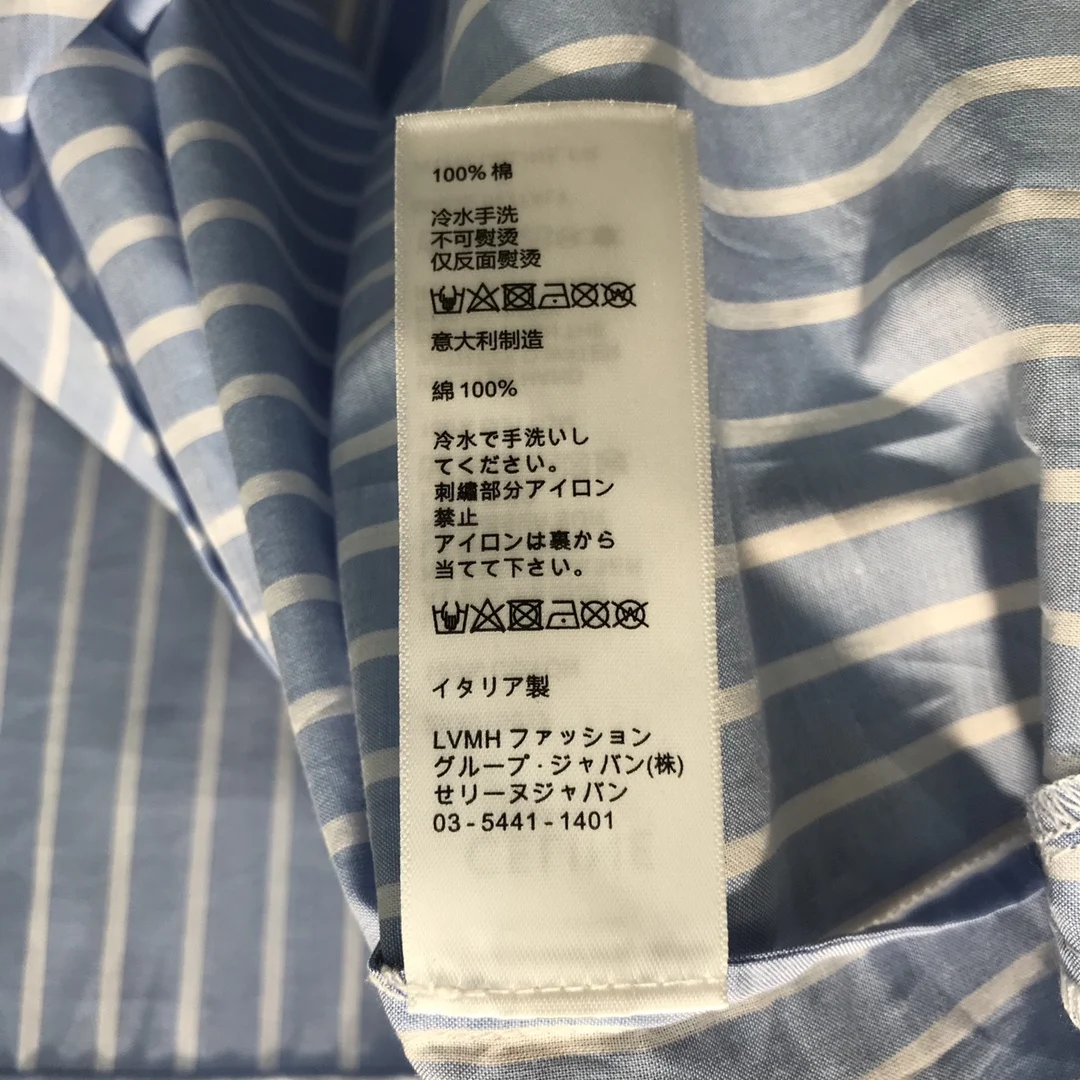 100% 棉
冷水手洗
不可熨烫
仅反面熨烫
意大利制造
綿 100%
冷水で手洗いし
てください。
刺繍部分アイロン
禁止
アイロンは裏から
当てて下さい。
イタリア製
LVMH ファッション
グループ · ジャパン(株)
せリーヌジャパン
03 - 5441 - 1401